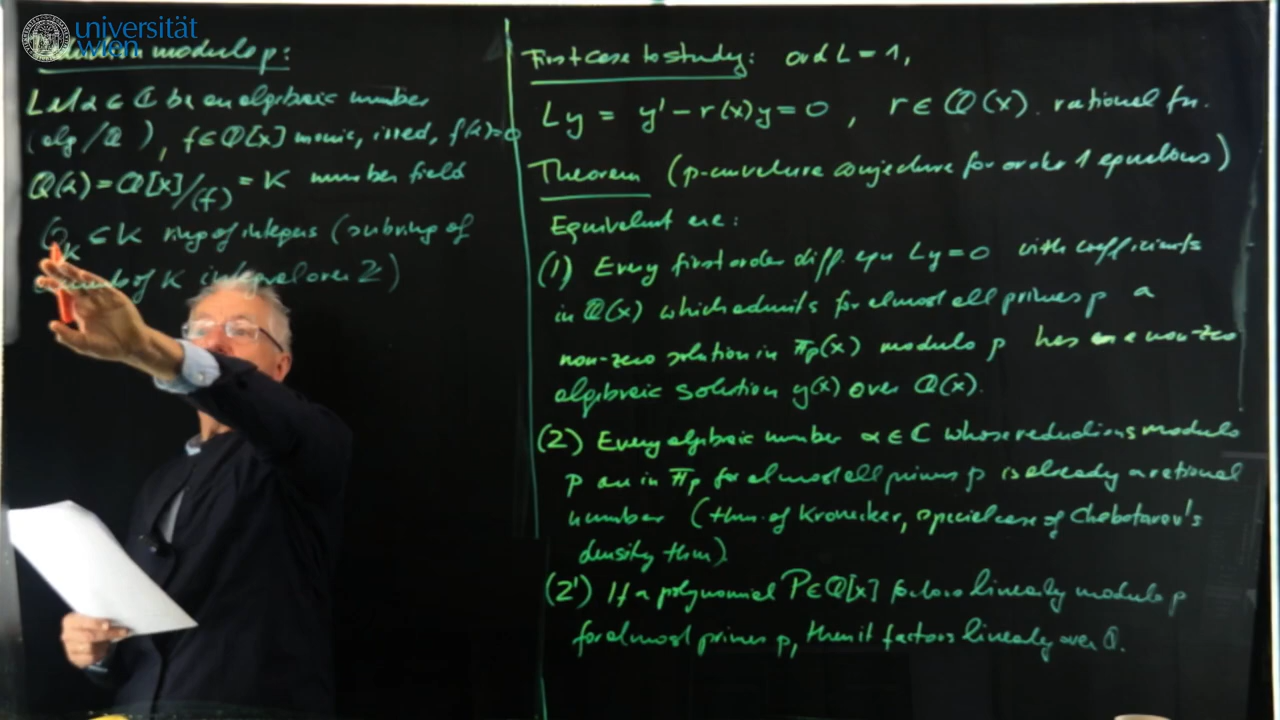 universität
wien
modulo p:
Let α ∈ ℂ be an algebraic number
(alg/ℚ), f ∈ ℚ[x] monic, irred, f(α)=0
ℚ(α) = ℚ[x]/(f) = K number field
O_K ⊂ K ring of integers (subring of
of K integral over ℤ)
First case to study: ord L = 1,
Ly = y' - r(x)y = 0, r ∈ ℚ(x). rational fn.
Theorem (p-curvature conjecture for order 1 equations)
Equivalent are:
(1) Every first order diff. equ Ly = 0 with coefficients
in ℚ(x) which admits for almost all primes p a
non-zero solution in 𝔽p(x) modulo p has a non-zero
algebraic solution y(x) over ℚ(x).
(2) Every algebraic number α ∈ ℂ whose reductions modulo
p are in 𝔽p for almost all primes p is already a rational
number (thm. of Kronecker, special case of Chebotarov's
density thm).
(2') If a polynomial P ∈ ℚ[x] factors linearly modulo p
for almost primes p, then it factors linearly over ℚ.